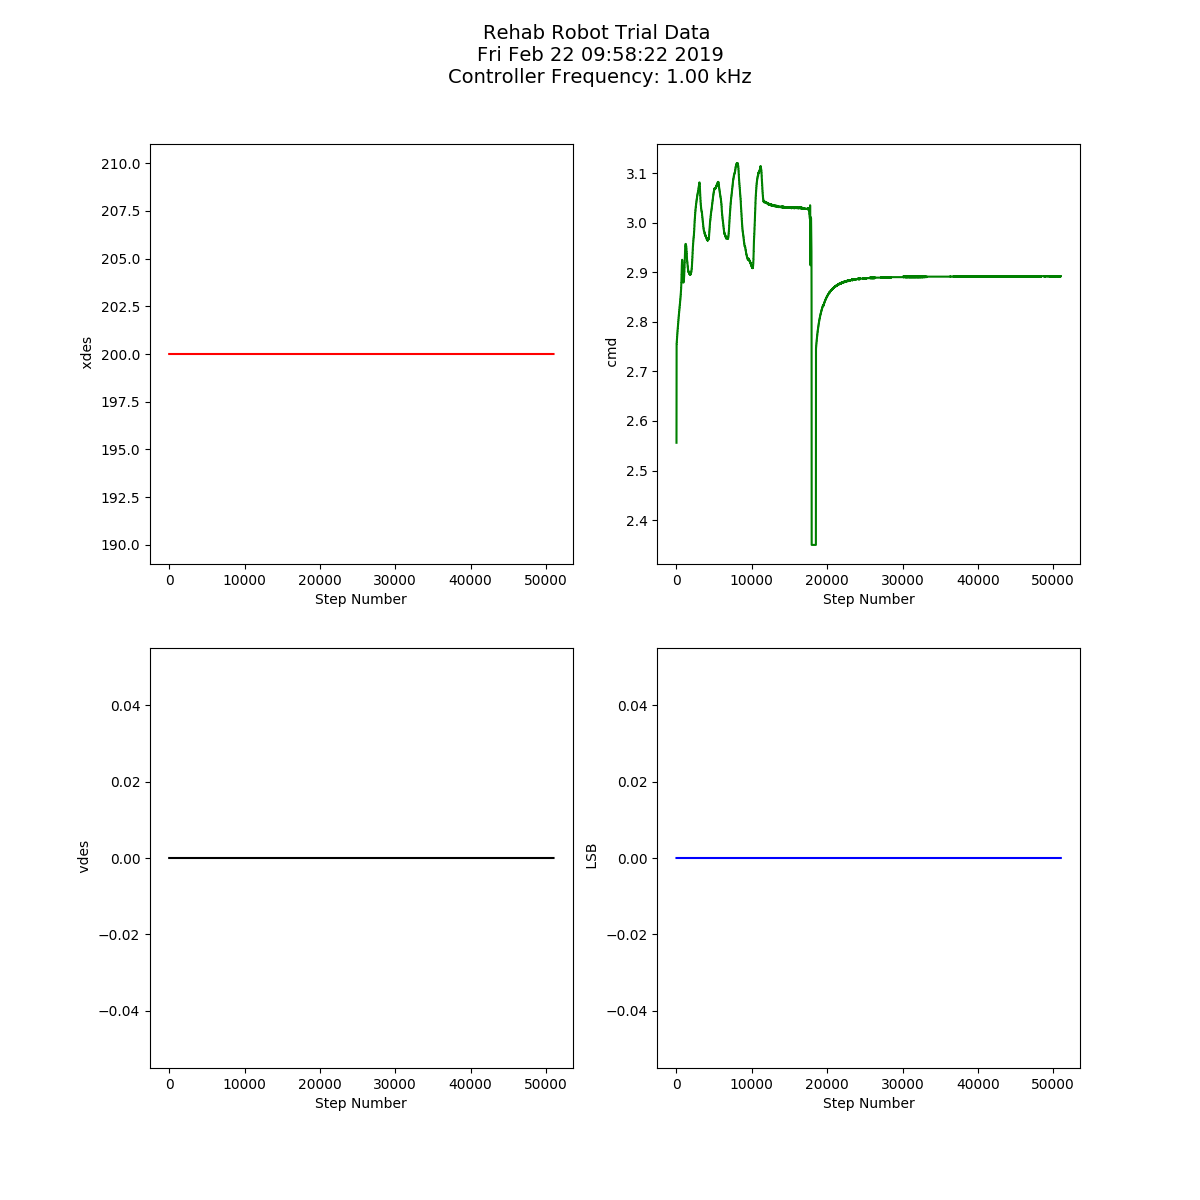 Rehab Robot Trial Data
Fri Feb 22 09:58:22 2019
Controller Frequency: 1.00 kHz
210.0
207.5
205.0
202.5
200.0
197.5
195.0
192.5
190.0
xdes
0 10000 20000 30000 40000 50000
Step Number
3.1
3.0
2.9
2.8
2.7
2.6
2.5
2.4
cmd
0 10000 20000 30000 40000 50000
Step Number
0.04
0.02
0.00
−0.02
−0.04
vdes
0 10000 20000 30000 40000 50000
Step Number
0.04
0.02
0.00
−0.02
−0.04
LSB
0 10000 20000 30000 40000 50000
Step Number